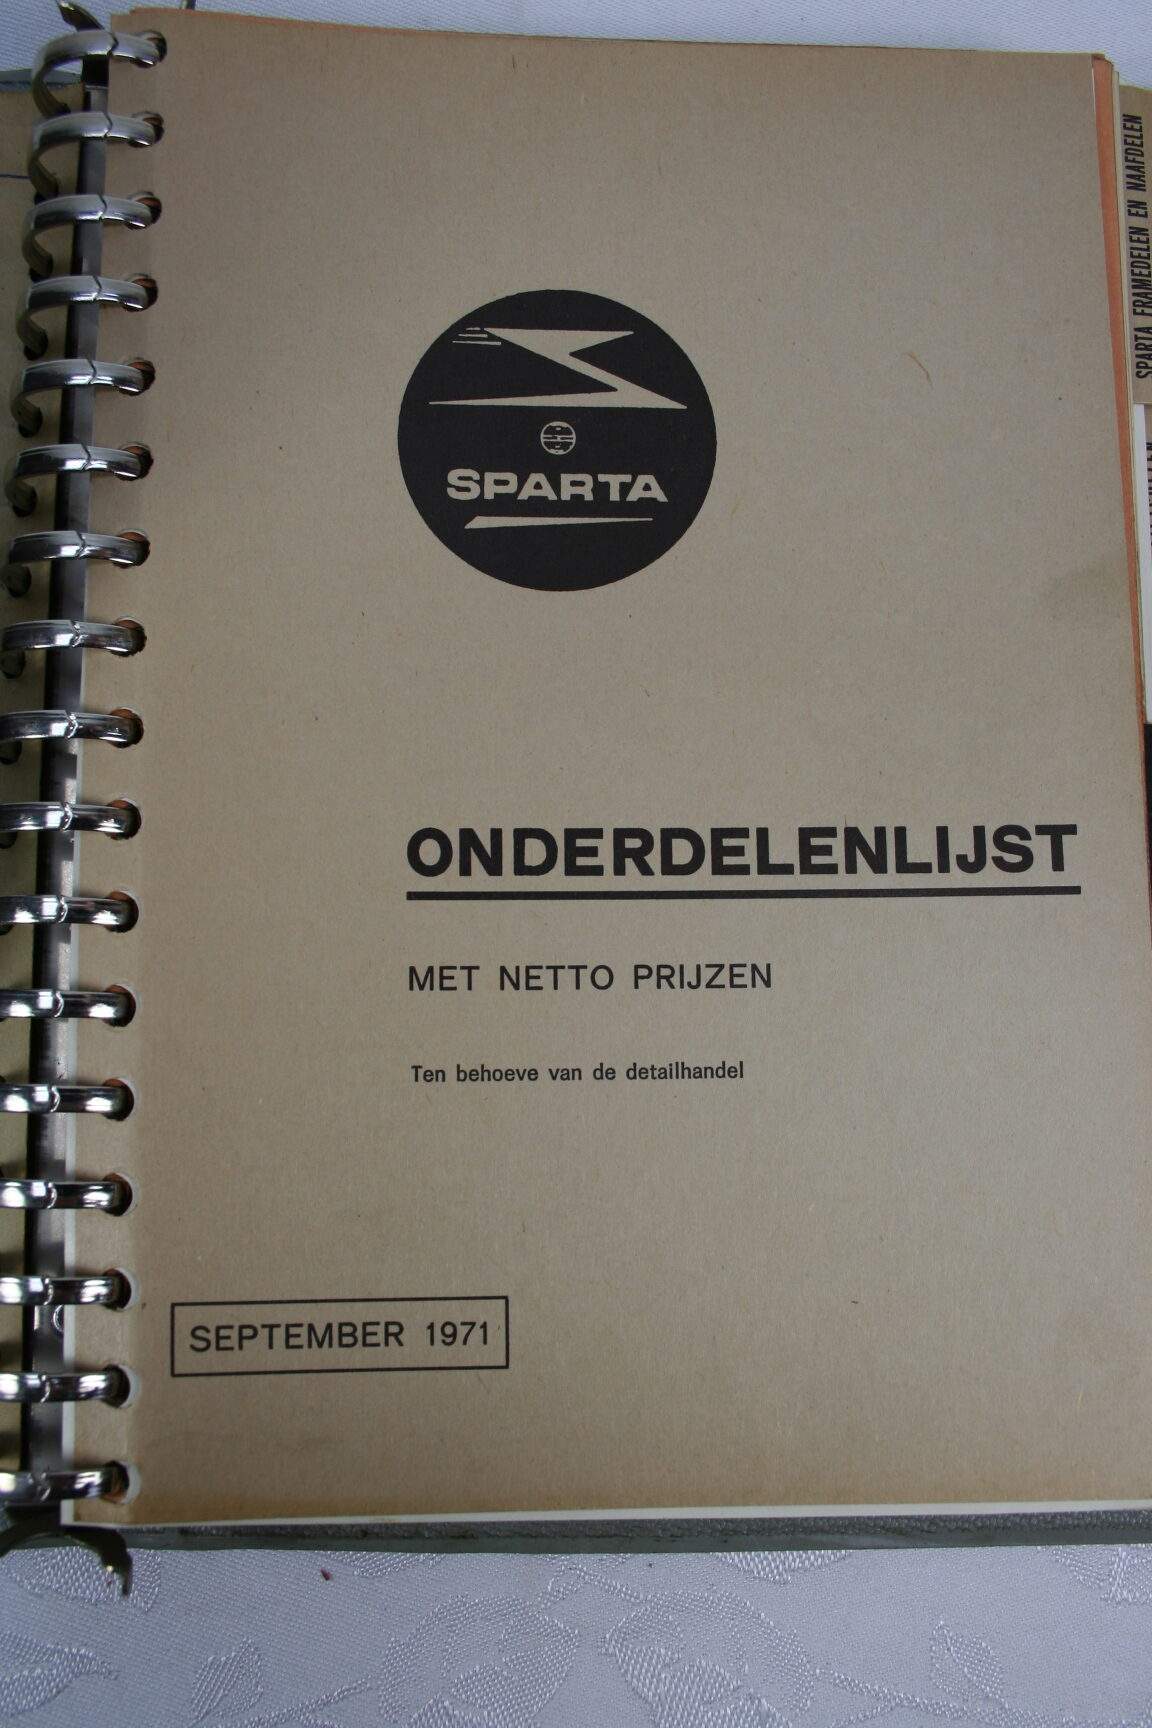 SPARTA
ONDERDELENLIJST
MET NETTO PRIJZEN
Ten behoeve van de detailhandel
SEPTEMBER 1971
SPARTA FRAMEDELEN EN NAAFDELEN